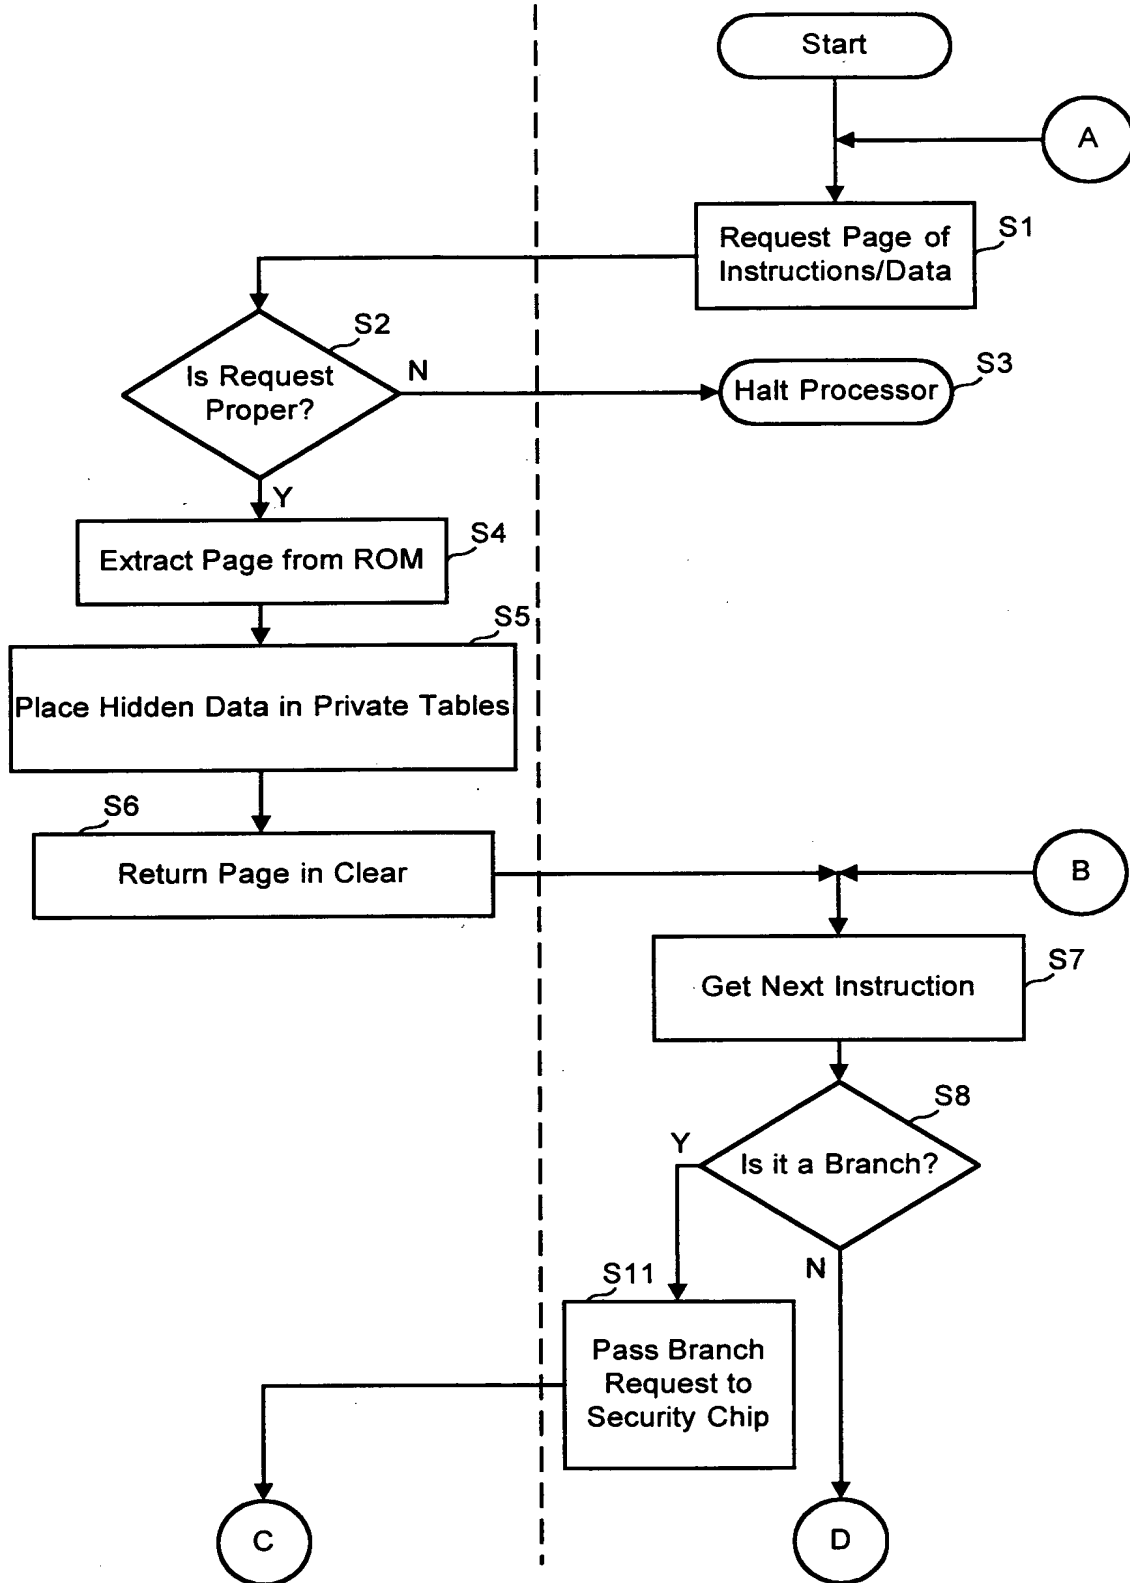 Start
A
S1
Request Page of
Instructions/Data
S2
Is Request
Proper?
N
S3
Halt Processor
Y
S4
Extract Page from ROM
S5
Place Hidden Data in Private Tables
S6
Return Page in Clear
B
S7
Get Next Instruction
S8
Y
Is it a Branch?
N
S11
Pass Branch
Request to
Security Chip
C
D